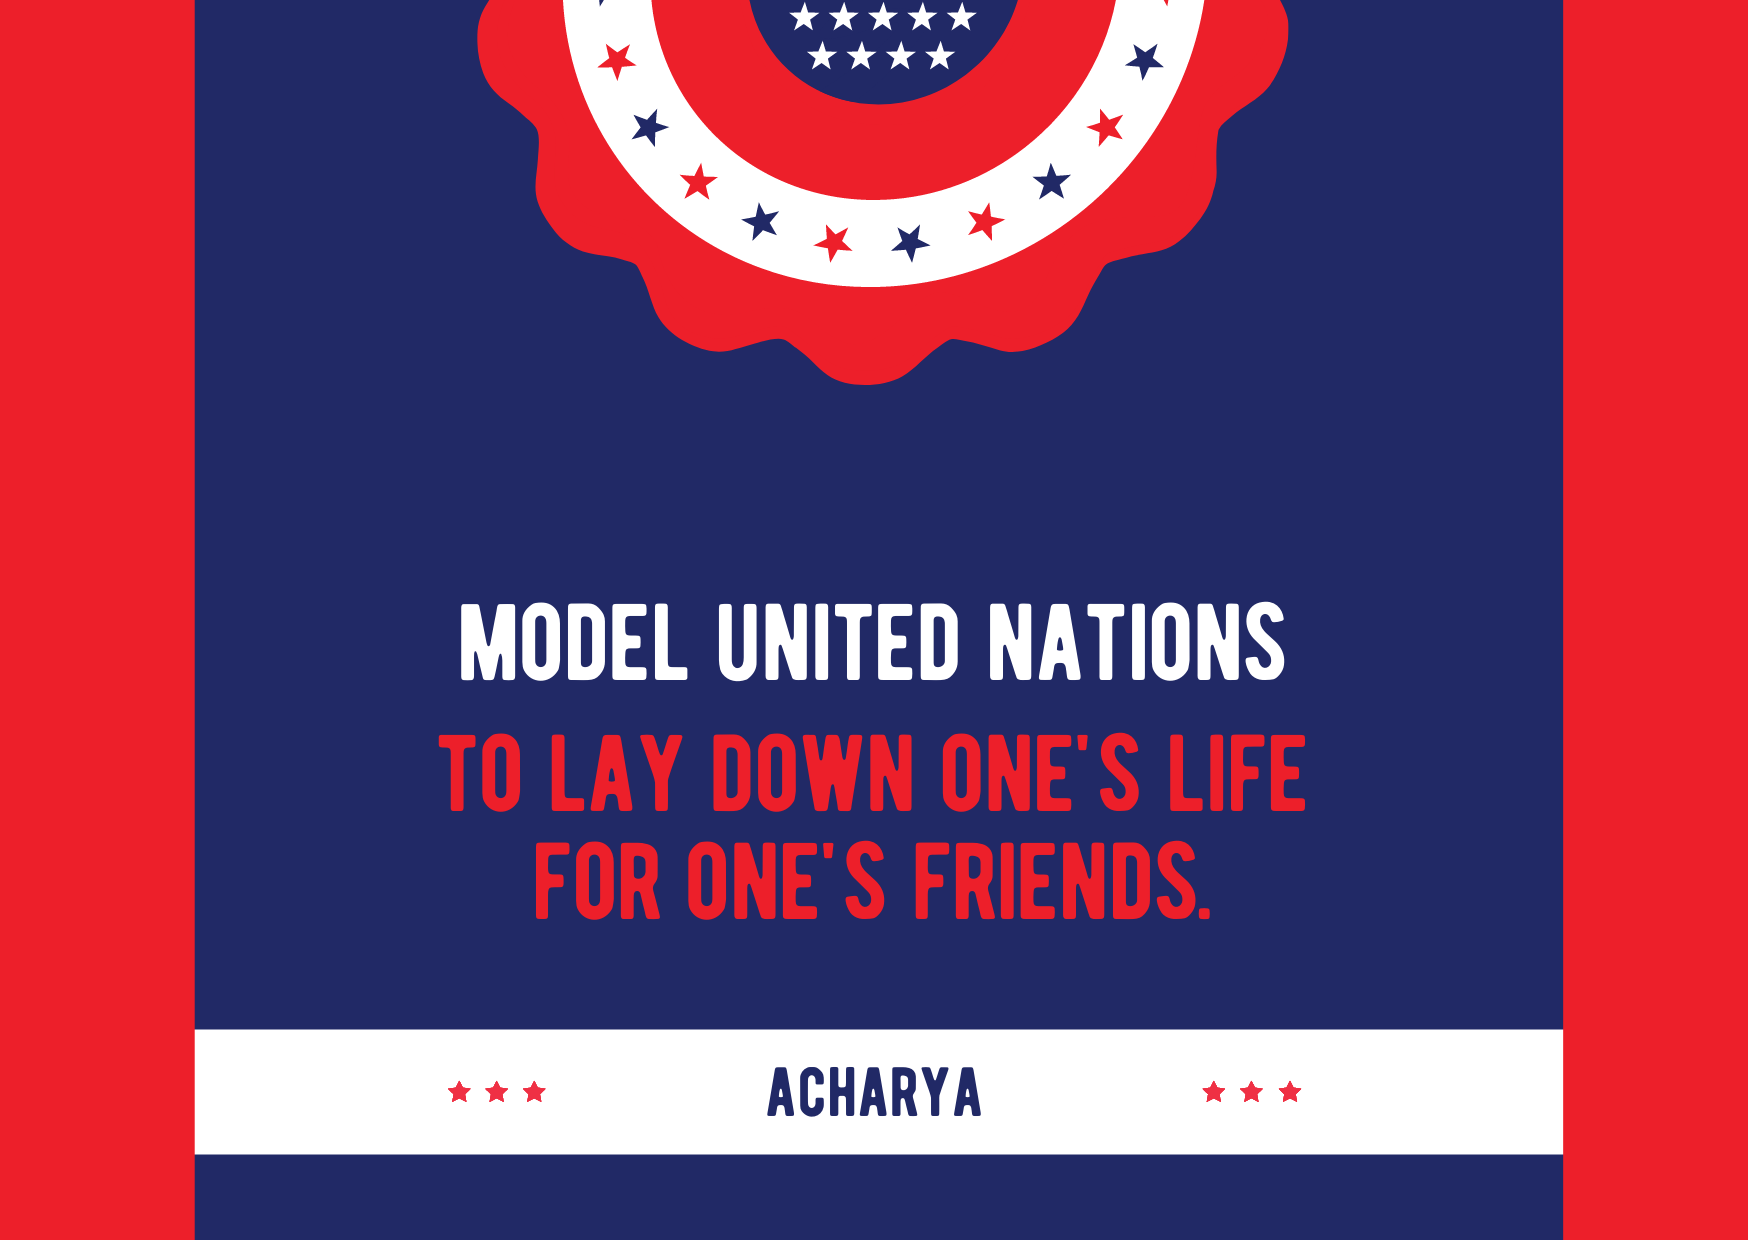 MODEL UNITED NATIONS
TO LAY DOWN ONE'S LIFE
FOR ONE'S FRIENDS.
ACHARYA